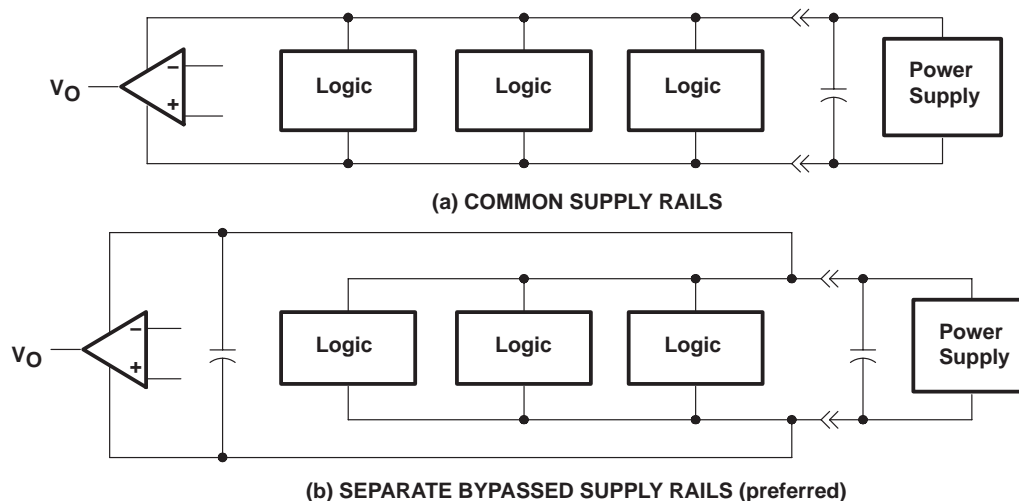 −
+
VO
Logic
Logic
Logic
Power
Supply
(a) COMMON SUPPLY RAILS
−
+
VO
Logic
Logic
Logic
Power
Supply
(b) SEPARATE BYPASSED SUPPLY RAILS (preferred)